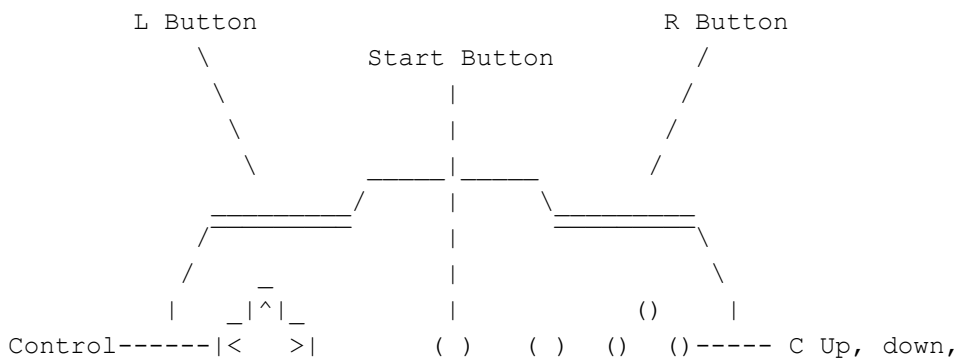 L Button R Button
Start Button
Control------|< >| ( ) ( ) () ()----- C Up, down,